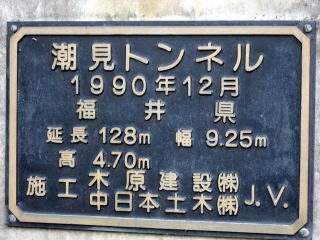 潮見トンネル
1990年12月
福井県
延長 128m 幅 9.25m
高 4.70m
施工 木原建設㈱ J.V.
中日本土木㈱